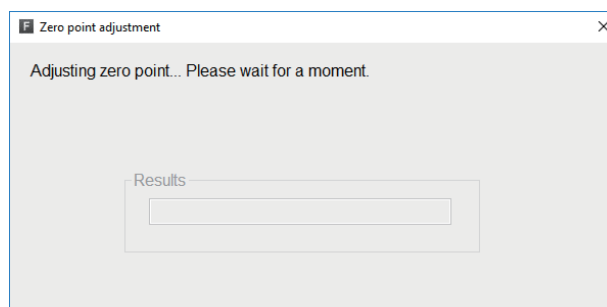 F Zero point adjustment
Adjusting zero point... Please wait for a moment.
Results